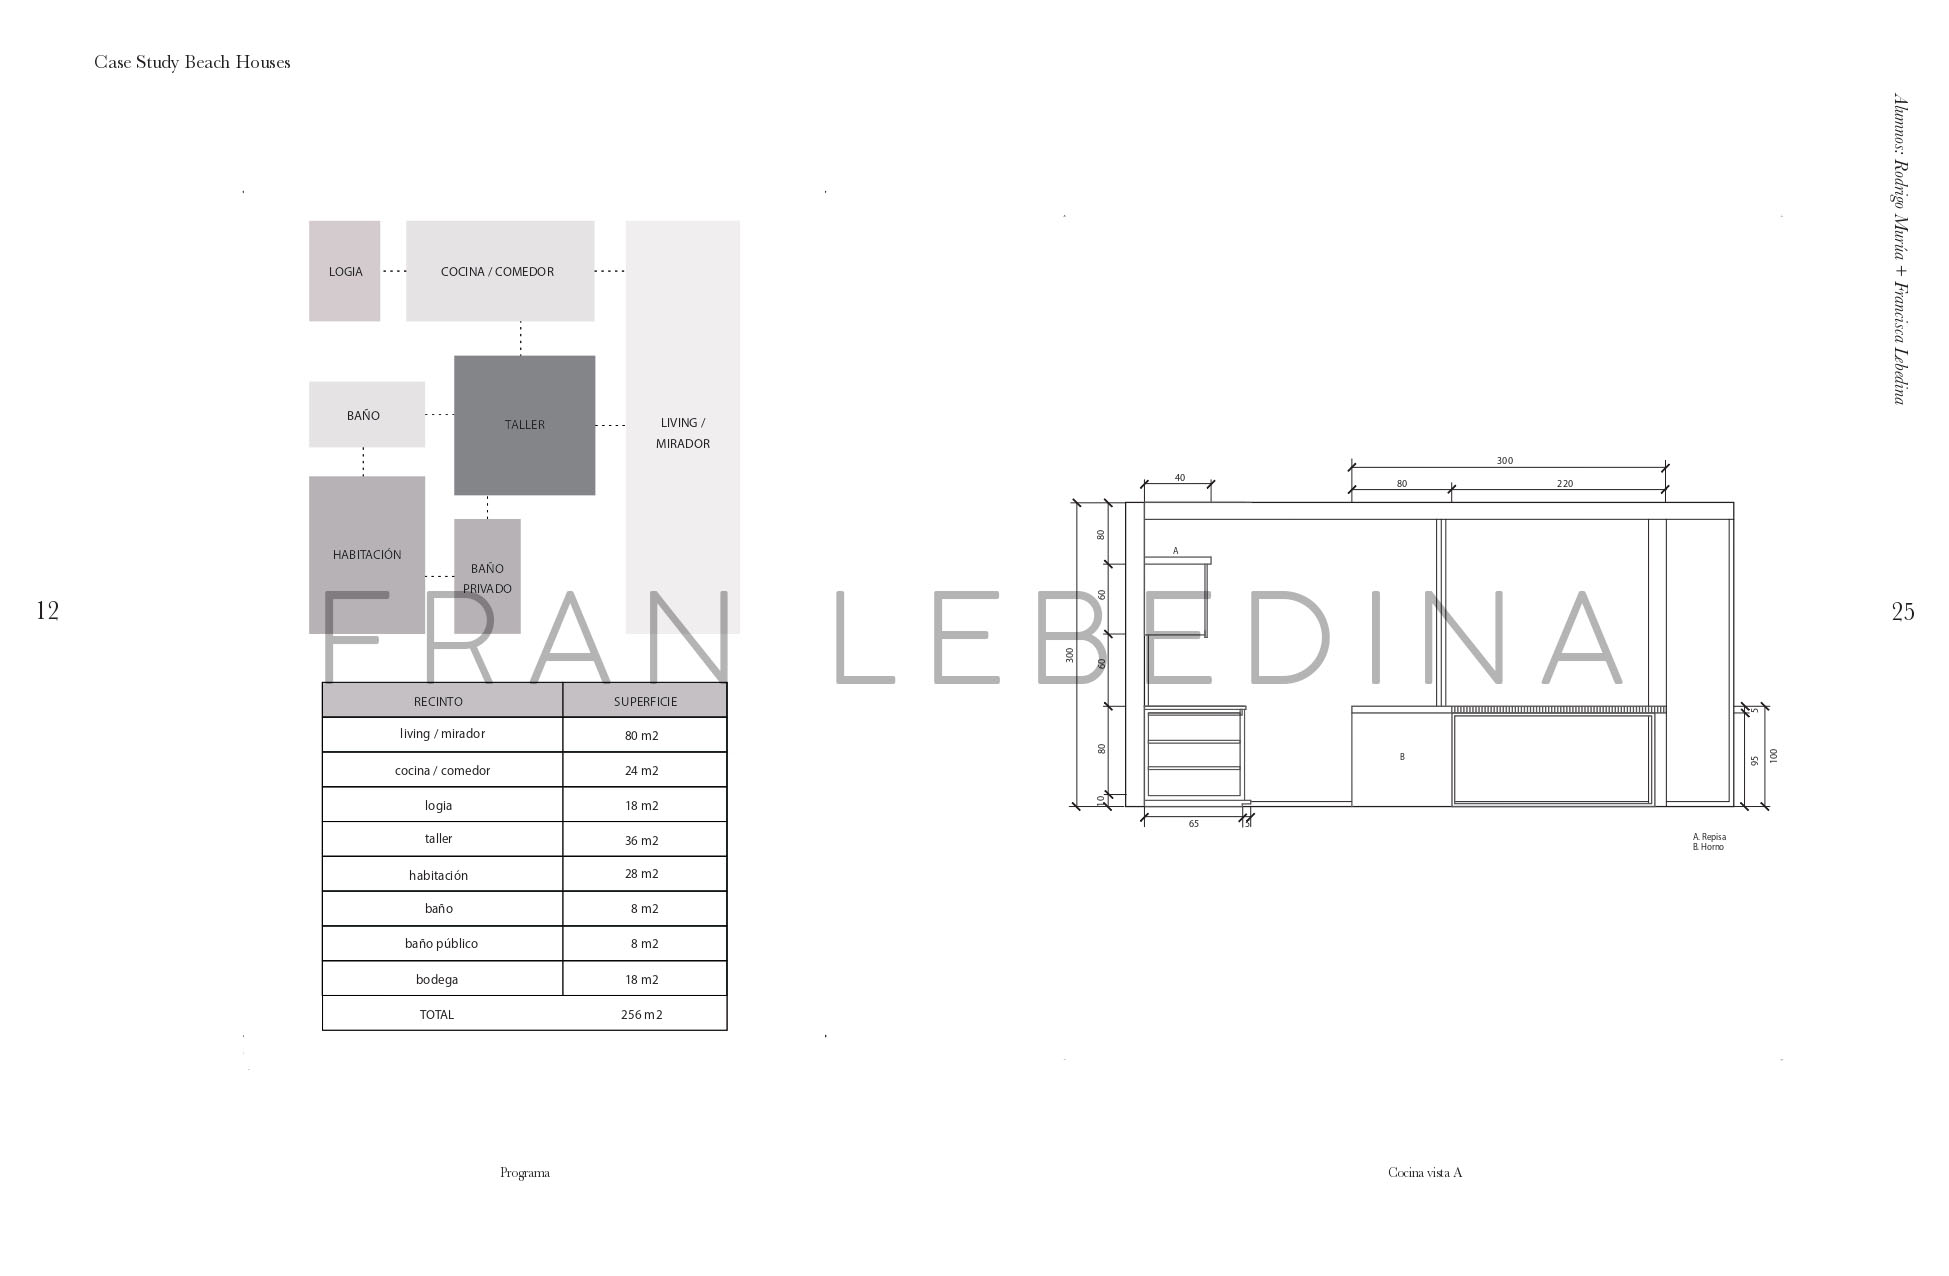 Case Study Beach Houses
Alumnos: Rodrigo Murúa + Francisca Lebedina
LOGIA
COCINA / COMEDOR
BAÑO
TALLER
LIVING /
MIRADOR
HABITACIÓN
BAÑO
PRIVADO
12
FRAN LEBEDINA
25
RECINTO SUPERFICIE
living / mirador 80 m2
cocina / comedor 24 m2
logia 18 m2
taller 36 m2
habitación 28 m2
baño 8 m2
baño público 8 m2
bodega 18 m2
TOTAL 256 m2
300
40
80
220
80
A
60
300
60
80
10
B
5
95
100
65
5
A. Repisa
B. Horno
Programa
Cocina vista A